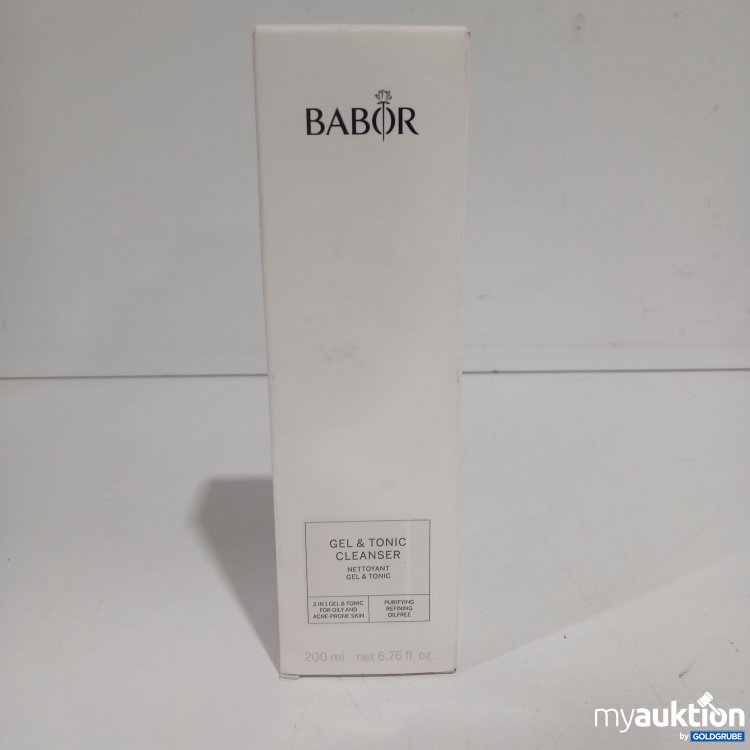 BABOR
GEL & TONIC
CLEANSER
NETTOYANT
GEL & TONIC
2 IN 1 GEL & TONIC
FOR OILY AND
ACNE-PRONE SKIN
PURIFYING
REFINING
OILFREE
200 ml net 6.76 fl. oz.
myauktion
by GOLDGRUBE